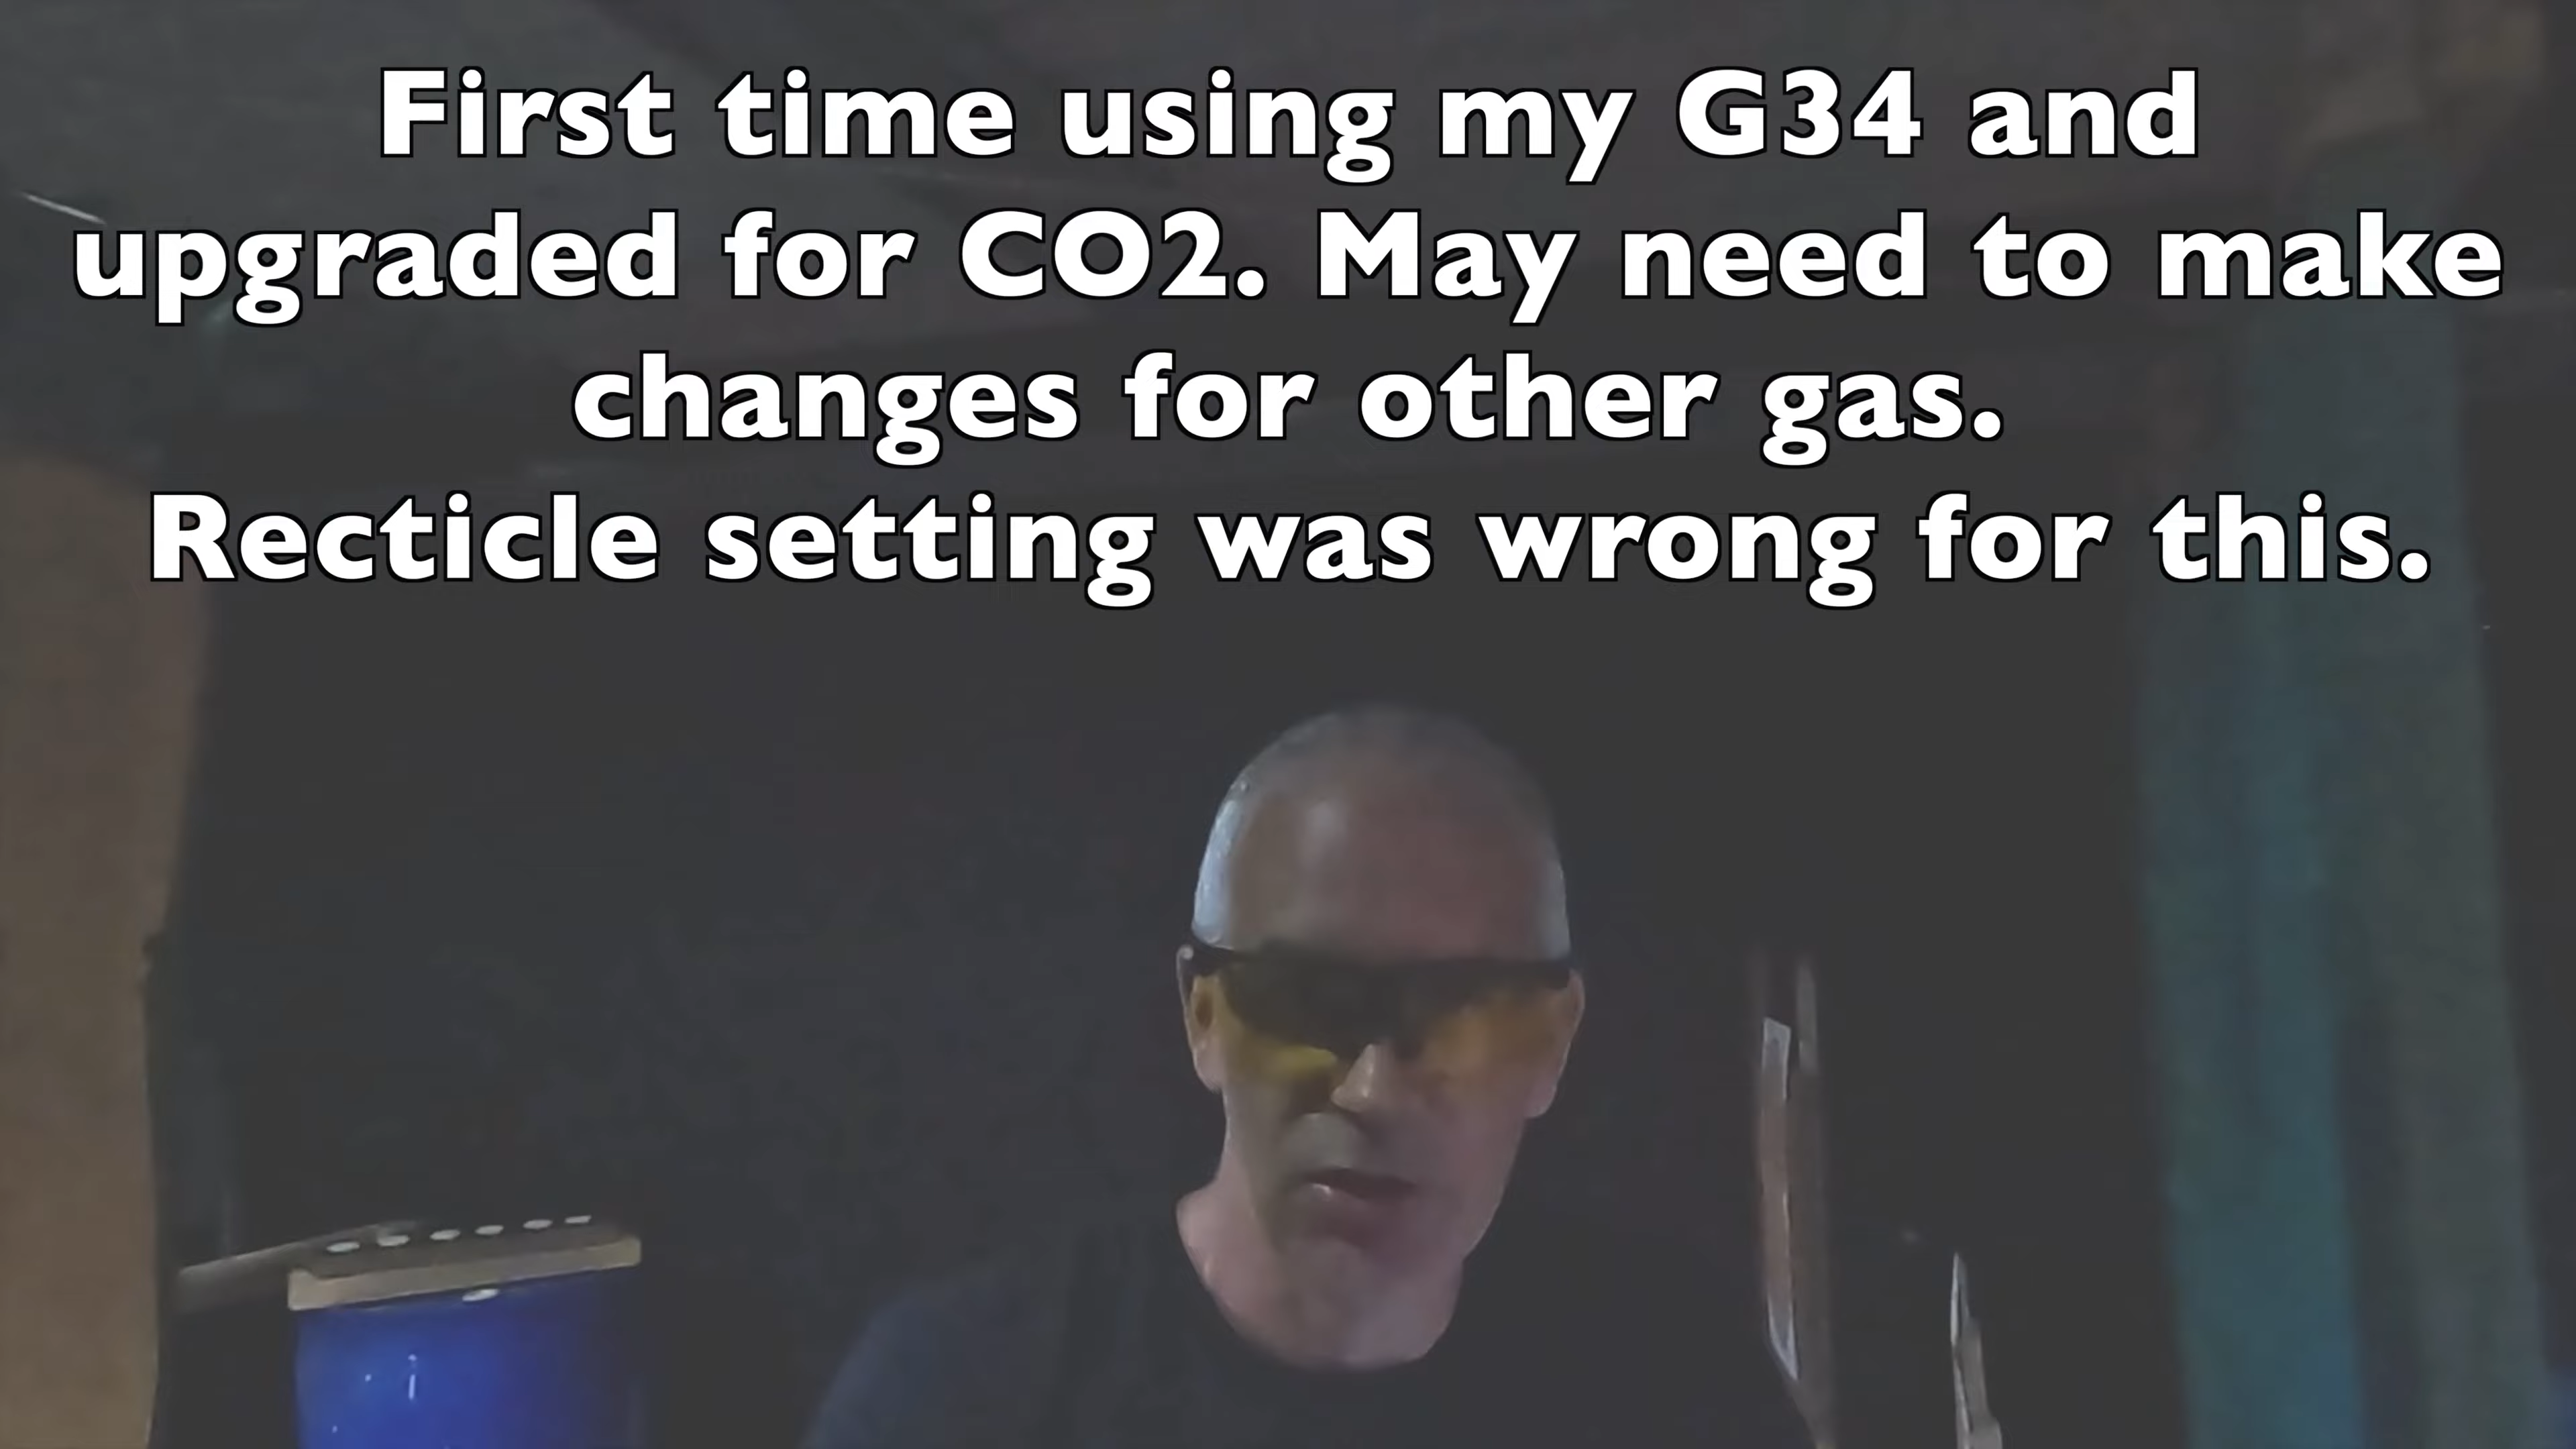 First time using my G34 and
upgraded for CO2. May need to make
changes for other gas.
Recticle setting was wrong for this.